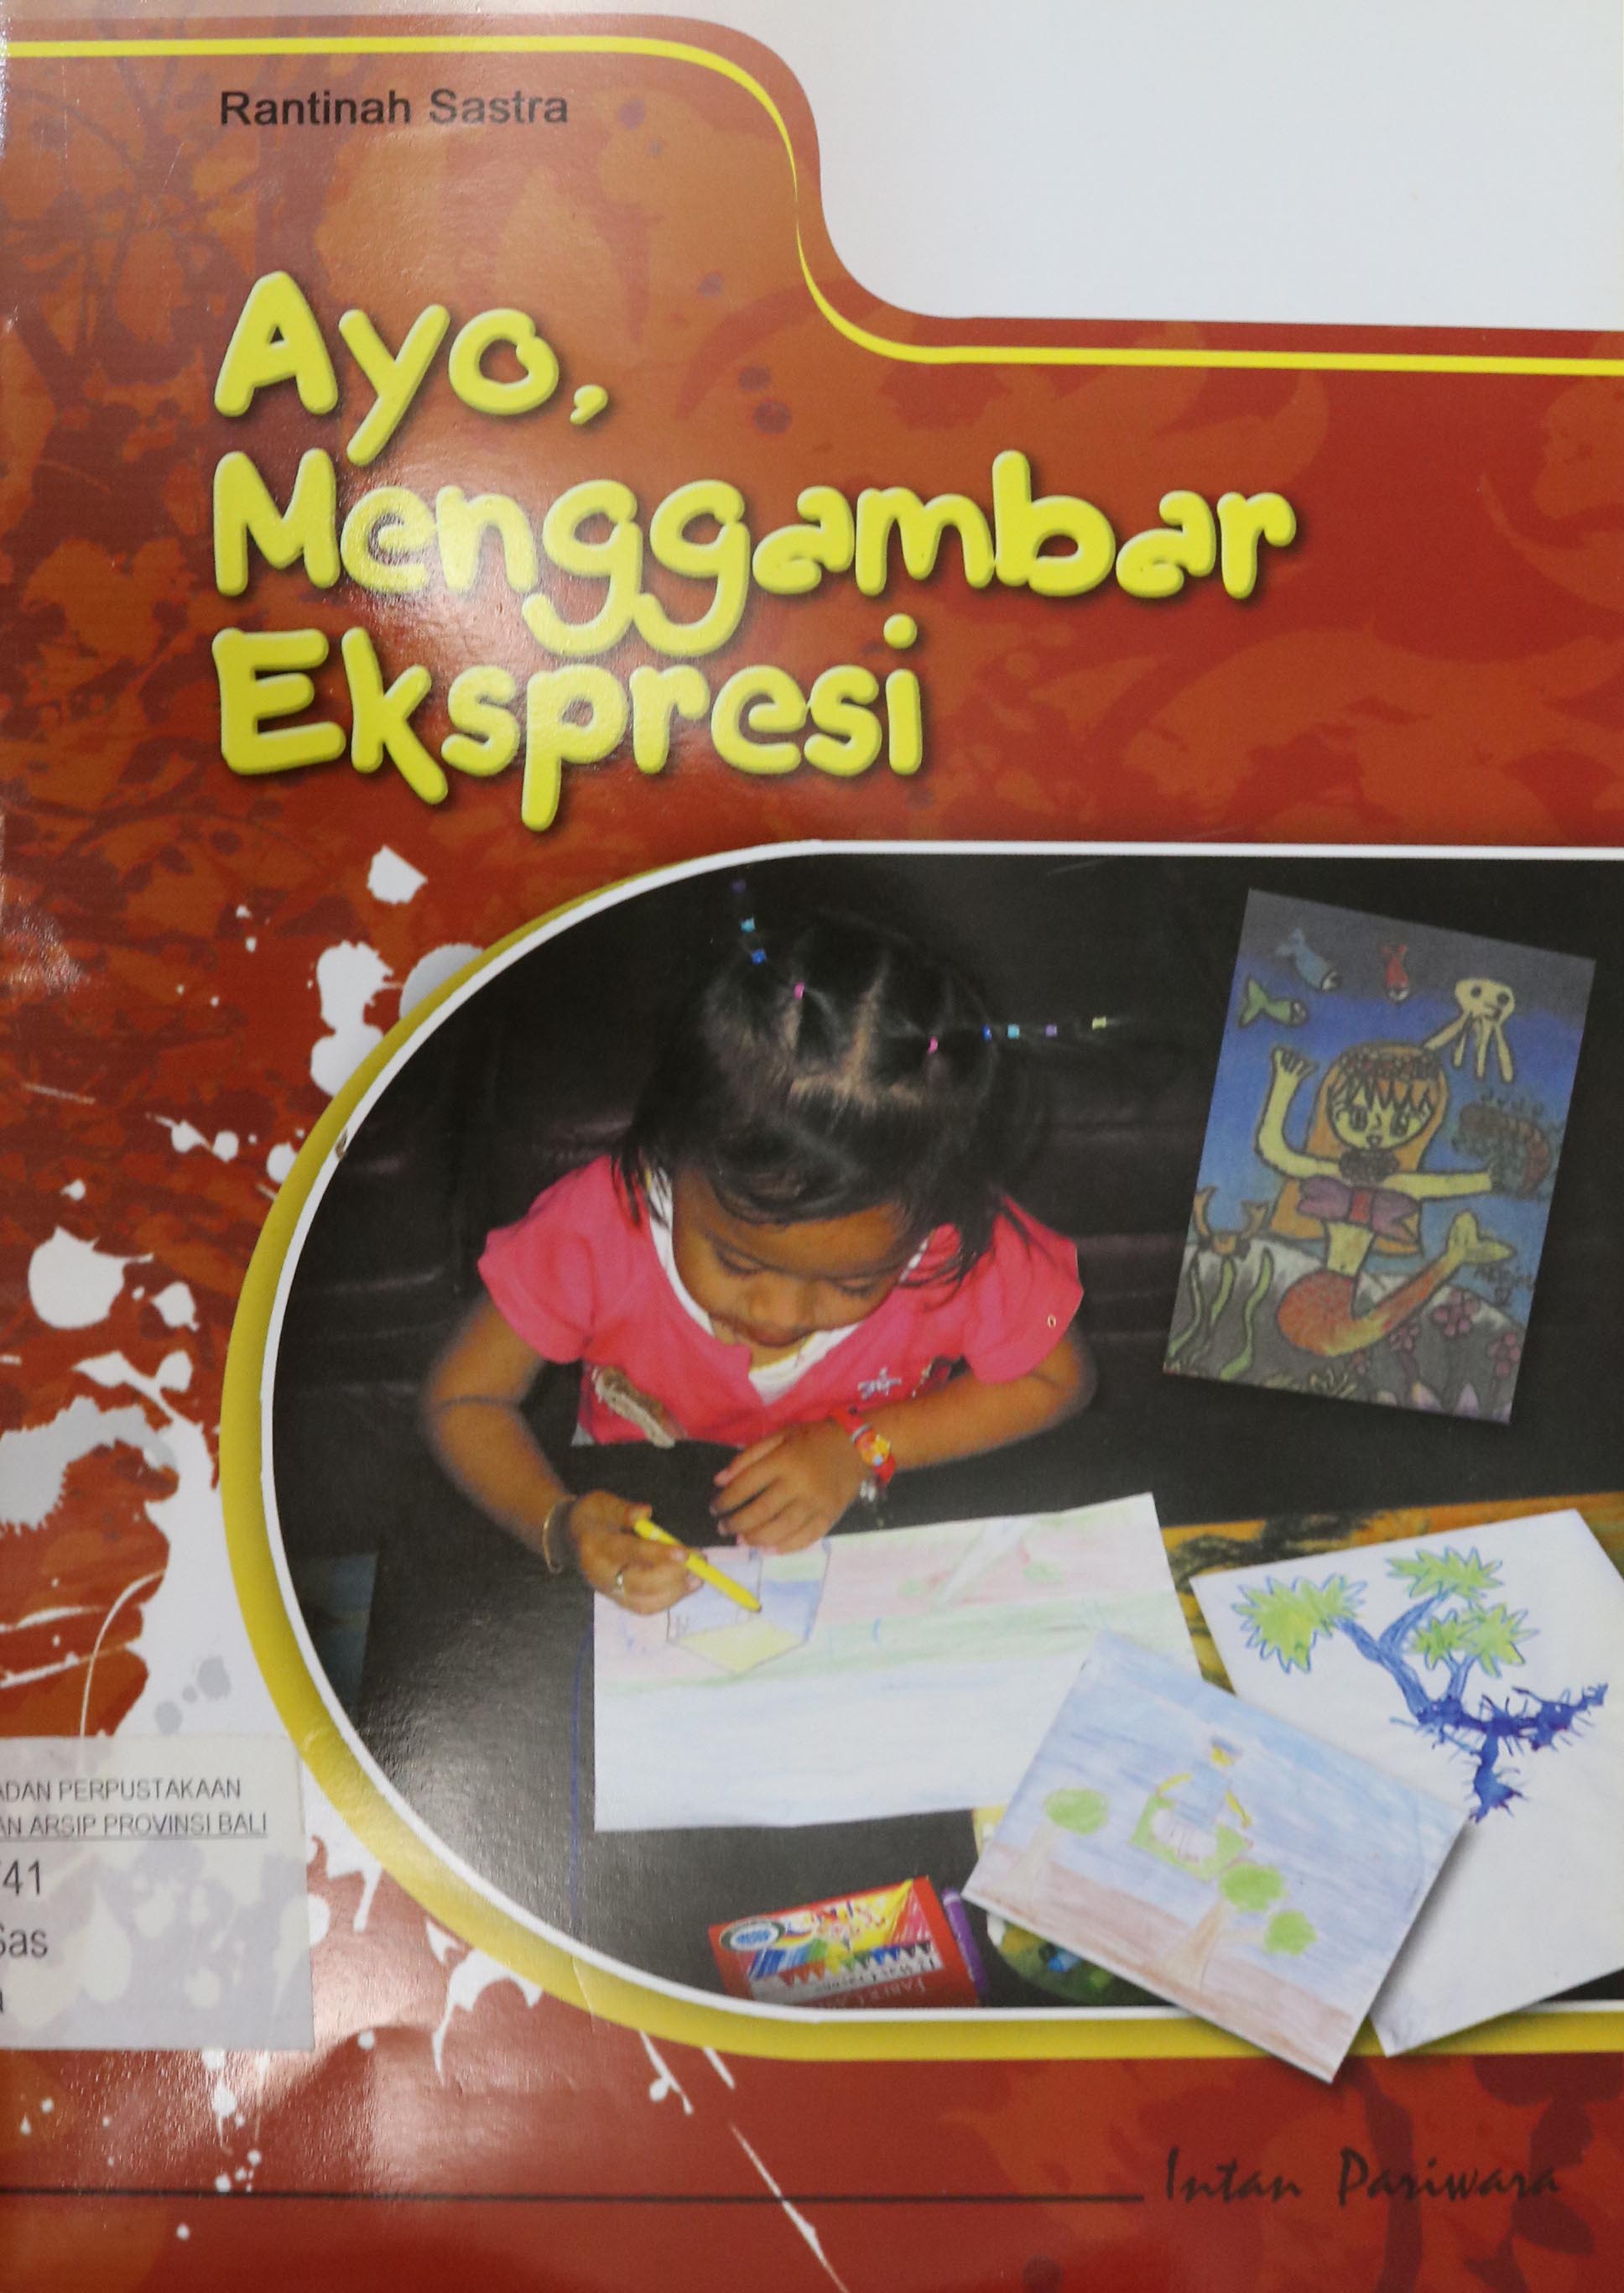 Rantinah Sastra
Ayo,
Menggambar
Ekspresi
ADAN PERPUSTAKAAN
AN ARSIP PROVINSI BALI
741
Sas
Intan Pariwara